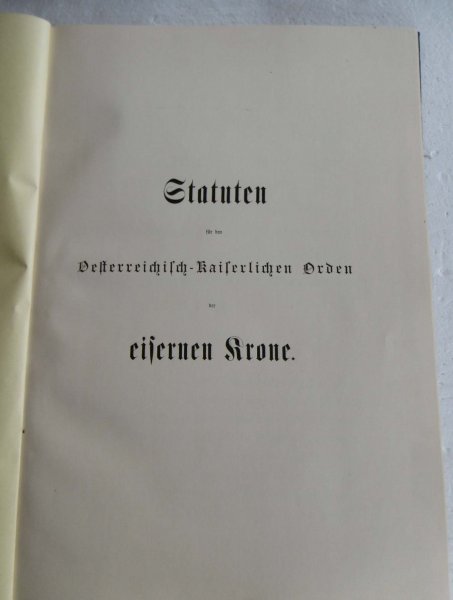 Statuten
für den
Oesterreichisch-Kaiserlichen Orden
der
eisernen Krone.